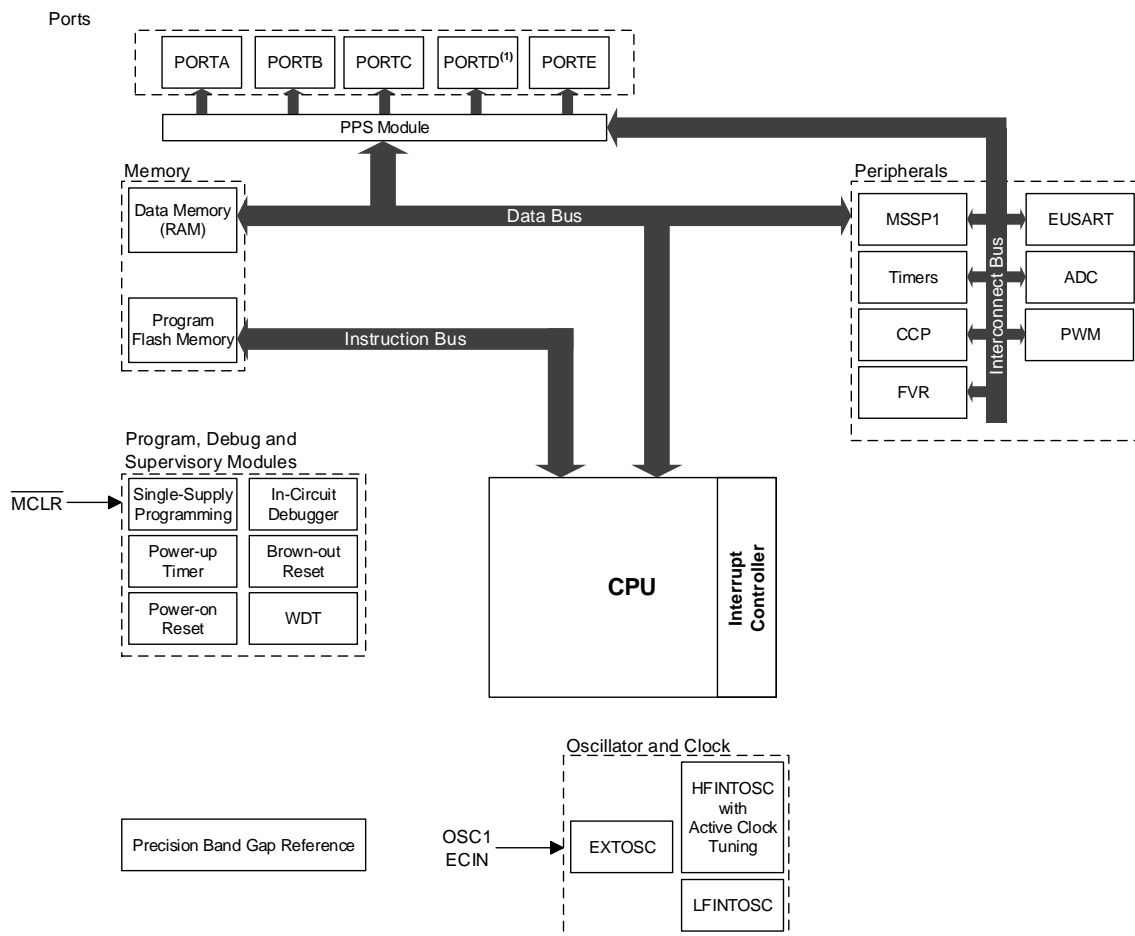 Ports
PORTA
PORTB
PORTC
PORTD(1)
PORTE
PPS Module
Memory
Data Memory
(RAM)
Program
Flash Memory
Data Bus
Instruction Bus
Peripherals
MSSP1
EUSART
Timers
ADC
CCP
PWM
FVR
Interconnect Bus
Program, Debug and
Supervisory Modules
MCLR
Single-Supply
Programming
In-Circuit
Debugger
Power-up
Timer
Brown-out
Reset
Power-on
Reset
WDT
CPU
Interrupt
Controller
Oscillator and Clock
Precision Band Gap Reference
OSC1
ECIN
EXTOSC
HFINTOSC
with
Active Clock
Tuning
LFINTOSC